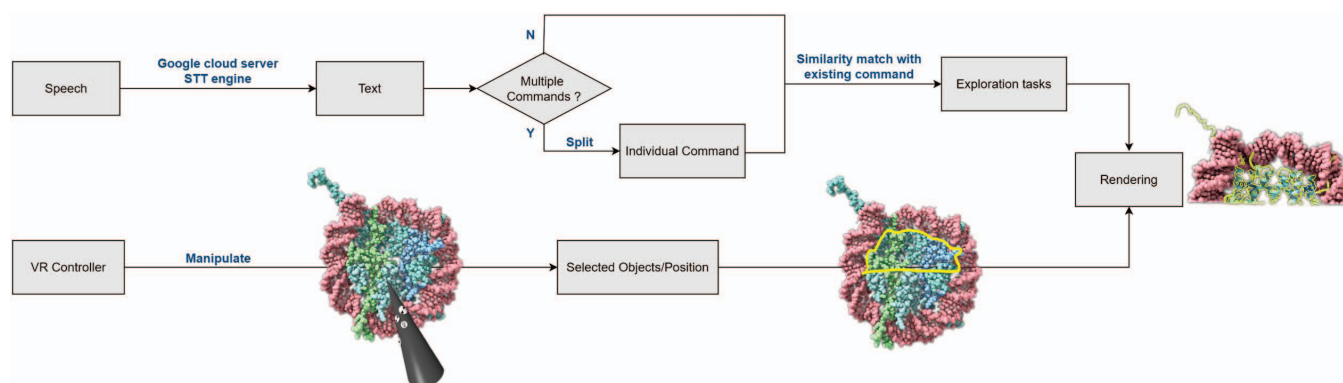 Speech
Google cloud server
STT engine
Text
Multiple
Commands ?
N
Y
Split
Individual Command
Similarity match with
existing command
Exploration tasks
Rendering
VR Controller
Manipulate
Selected Objects/Position